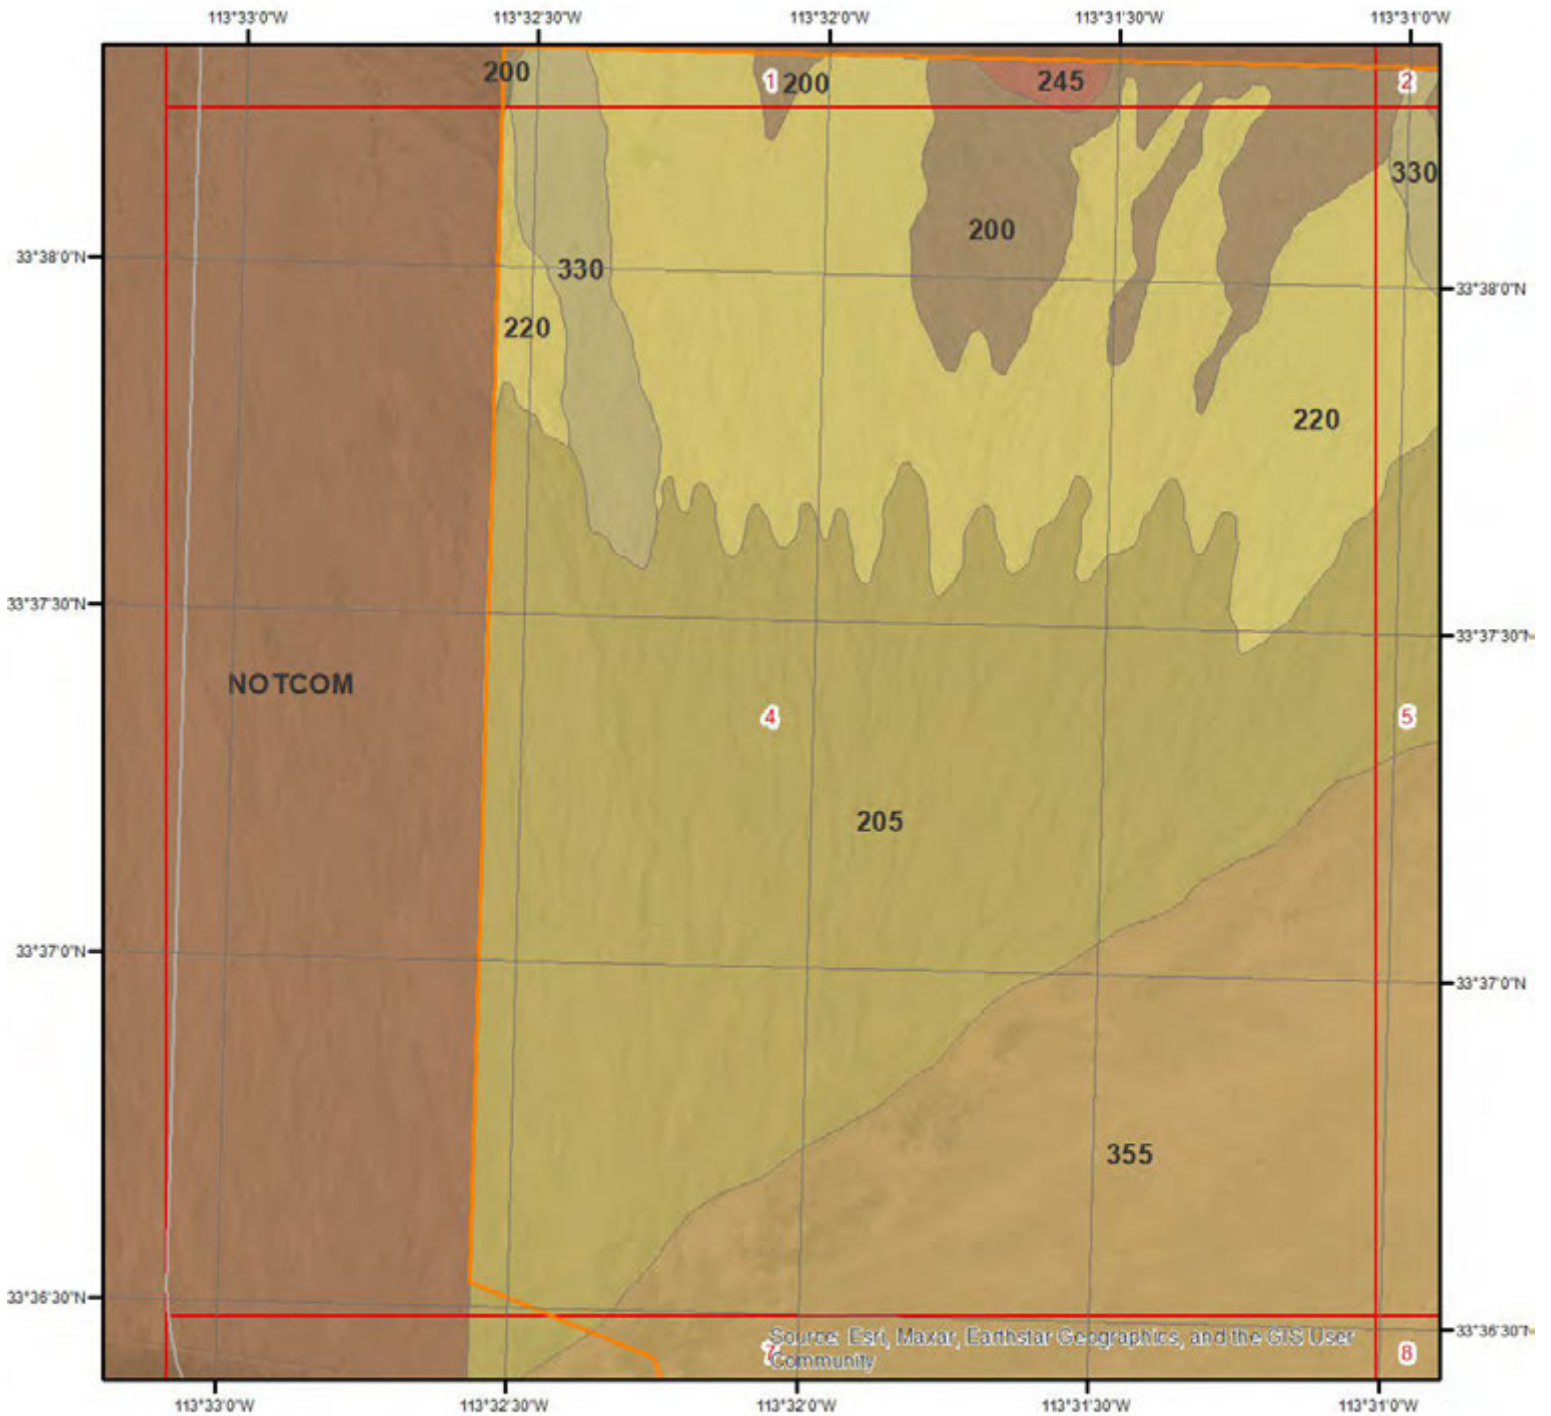 113°33'0"W 113°32'30"W 113°32'0"W 113°31'30"W 113°31'0"W
200 1 200 245 2
330
200
33°38'0"N 330 33°38'0"N
220
220
33°37'30"N 33°37'30"N
NOTCOM
4 5
205
33°37'0"N 33°37'0"N
355
33°36'30"N 33°36'30"N
Source: Esri, Maxar, Earthstar Geographics, and the GIS User
7 Community 8
113°33'0"W 113°32'30"W 113°32'0"W 113°31'30"W 113°31'0"W